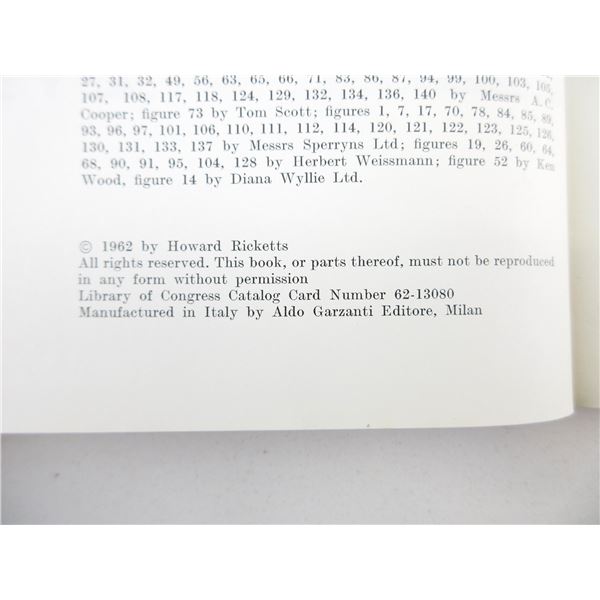 27, 31, 32, 49, 56, 63, 65, 66, 71, 83, 86, 87, 94, 99, 100, 103, 105,
107, 108, 117, 118, 124, 129, 132, 134, 136, 140 by Messrs A. C.
Cooper; figure 73 by Tom Scott; figures 1, 7, 17, 70, 78, 84, 85, 89,
93, 96, 97, 101, 106, 110, 111, 112, 114, 120, 121, 122, 123, 125, 126,
130, 131, 133, 137 by Messrs Sperryns Ltd; figures 19, 26, 60, 64,
68, 90, 91, 95, 104, 128 by Herbert Weissmann; figure 52 by Ken
Wood, figure 14 by Diana Wyllie Ltd.
© 1962 by Howard Ricketts
All rights reserved. This book, or parts thereof, must not be reproduced
in any form without permission
Library of Congress Catalog Card Number 62-13080
Manufactured in Italy by Aldo Garzanti Editore, Milan